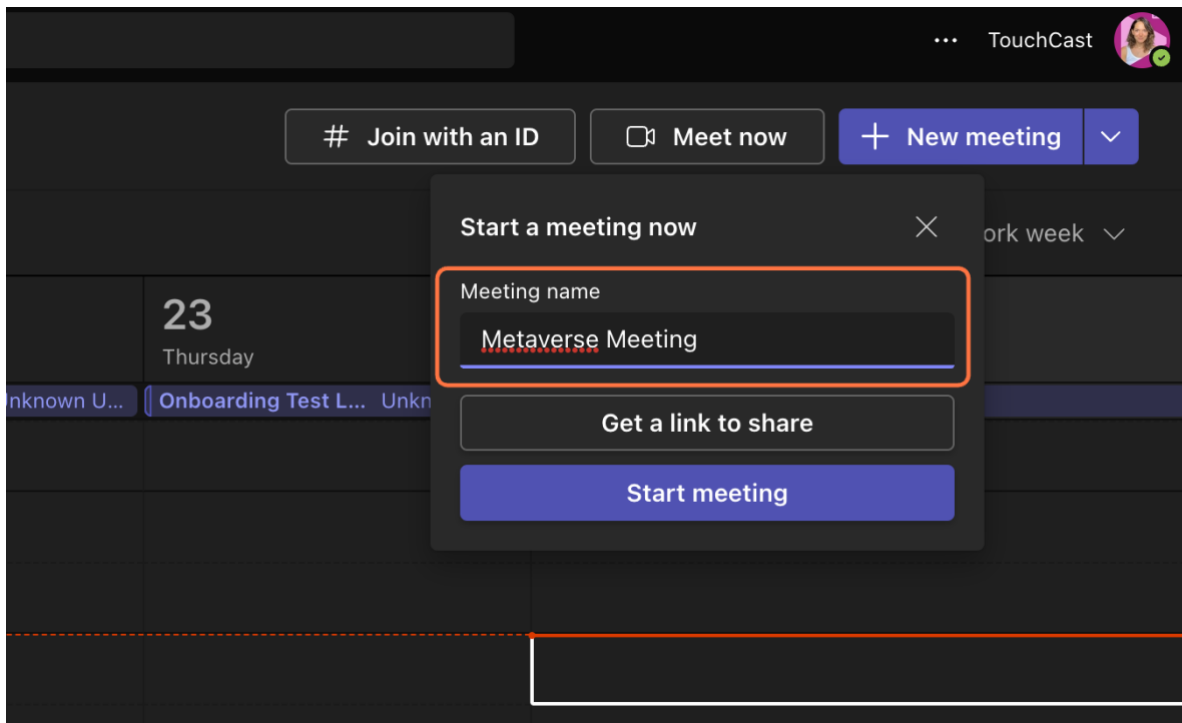 ... TouchCast
# Join with an ID Meet now + New meeting
Start a meeting now
ork week
Meeting name
23
Metaverse Meeting
Thursday
nknown U... Onboarding Test L... Unkn
Get a link to share
Start meeting